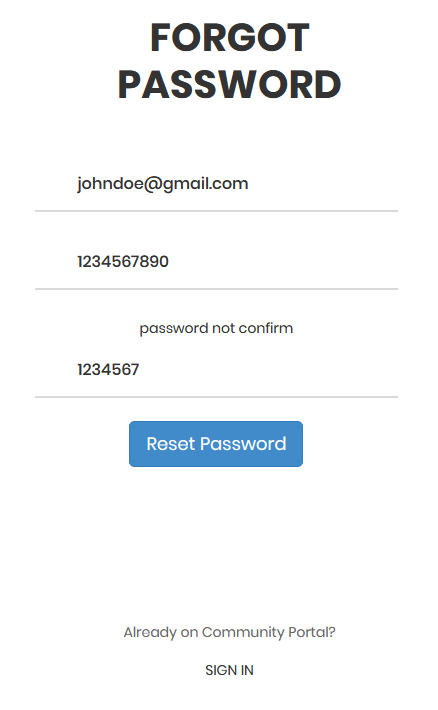 FORGOT
PASSWORD
johndoe@gmail.com
1234567890
password not confirm
1234567
Reset Password
Already on Community Portal?
SIGN IN